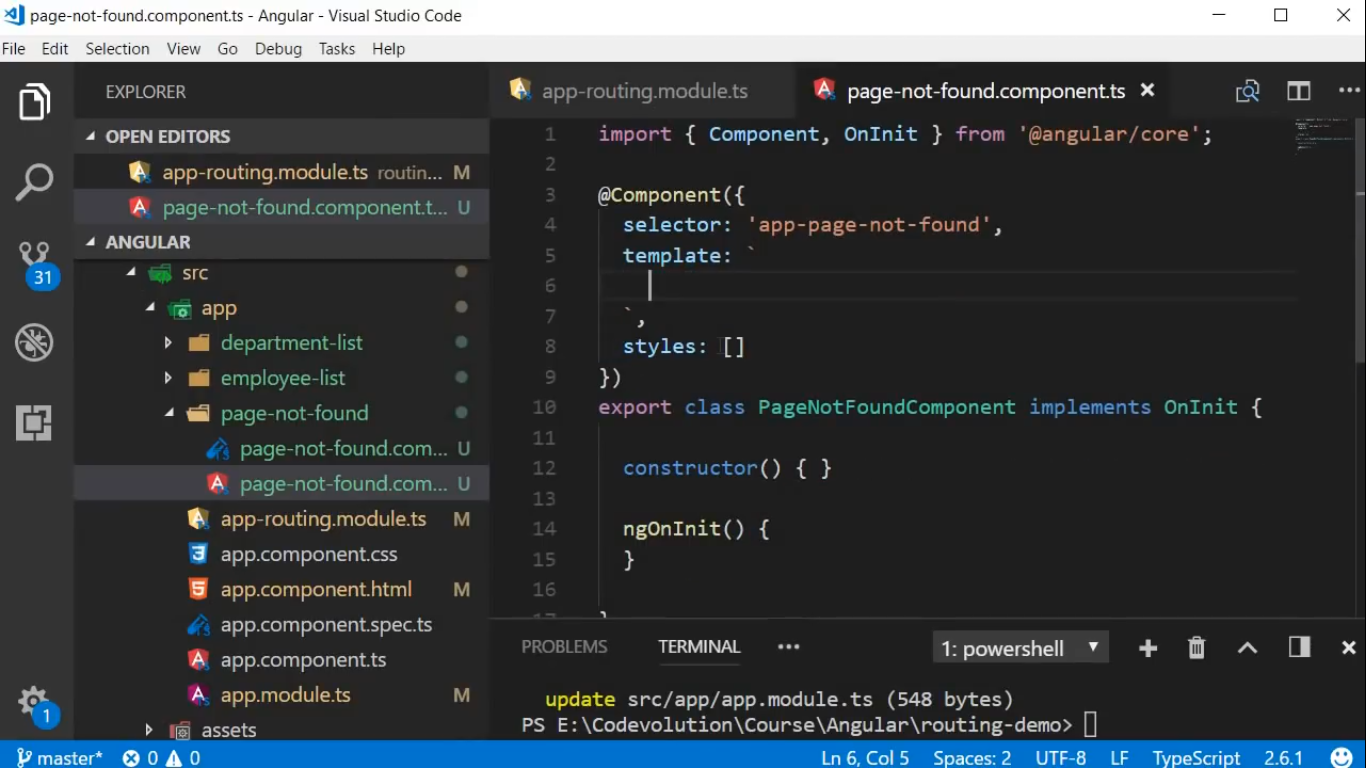 page-not-found.component.ts - Angular - Visual Studio Code
File Edit Selection View Go Debug Tasks Help
EXPLORER
OPEN EDITORS
app-routing.module.ts routin... M
page-not-found.component.t... U
ANGULAR
src
app
department-list
employee-list
page-not-found
page-not-found.com... U
page-not-found.com... U
app-routing.module.ts M
app.component.css
app.component.html M
app.component.spec.ts
app.component.ts
app.module.ts M
assets
31
1
app-routing.module.ts page-not-found.component.ts
1 import { Component, OnInit } from '@angular/core';
2
3 @Component({
4 selector: 'app-page-not-found',
5 template: `
6
7 `,
8 styles: []
9 })
10 export class PageNotFoundComponent implements OnInit {
11
12 constructor() { }
13
14 ngOnInit() {
15 }
16
17 }
PROBLEMS TERMINAL ••• 1: powershell
update src/app/app.module.ts (548 bytes)
PS E:\Codevolution\Course\Angular\routing-demo>
master* 0 0 Ln 6, Col 5 Spaces: 2 UTF-8 LF TypeScript 2.6.1